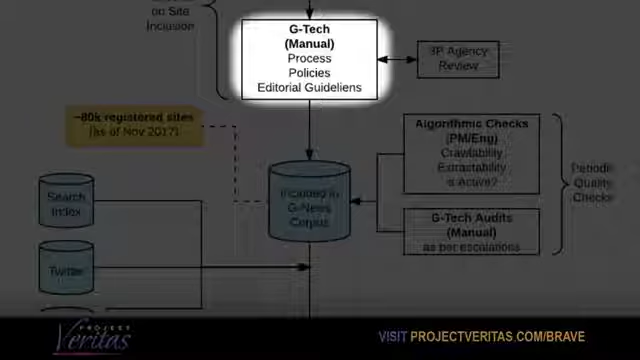 on Site
Inclusion
G-Tech
(Manual)
Process
Policies
Editorial Guideliens
3P Agency
Review
~80k registered sites
(as of Nov 2017)
Algorithmic Checks
(PM/Eng)
Crawlability
Extractability
is Active?
Periodic
Quality
Checks
Included in
G-News
Corpus
Search
Index
G-Tech Audits
(Manual)
as per escalations
Twitter
PROJECT
Veritas
VISIT PROJECTVERITAS.COM/BRAVE